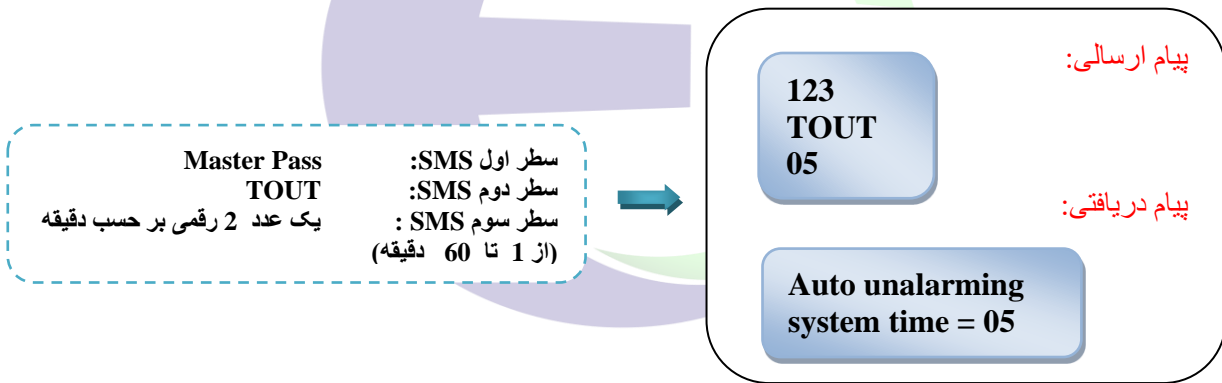 سطر اول SMS: Master Pass
سطر دوم SMS: TOUT
سطر سوم SMS : یک عدد 2 رقمی بر حسب دقیقه
(از 1 تا 60 دقیقه)
پیام ارسالی:
123
TOUT
05
پیام دریافتی:
Auto unalarming
system time = 05